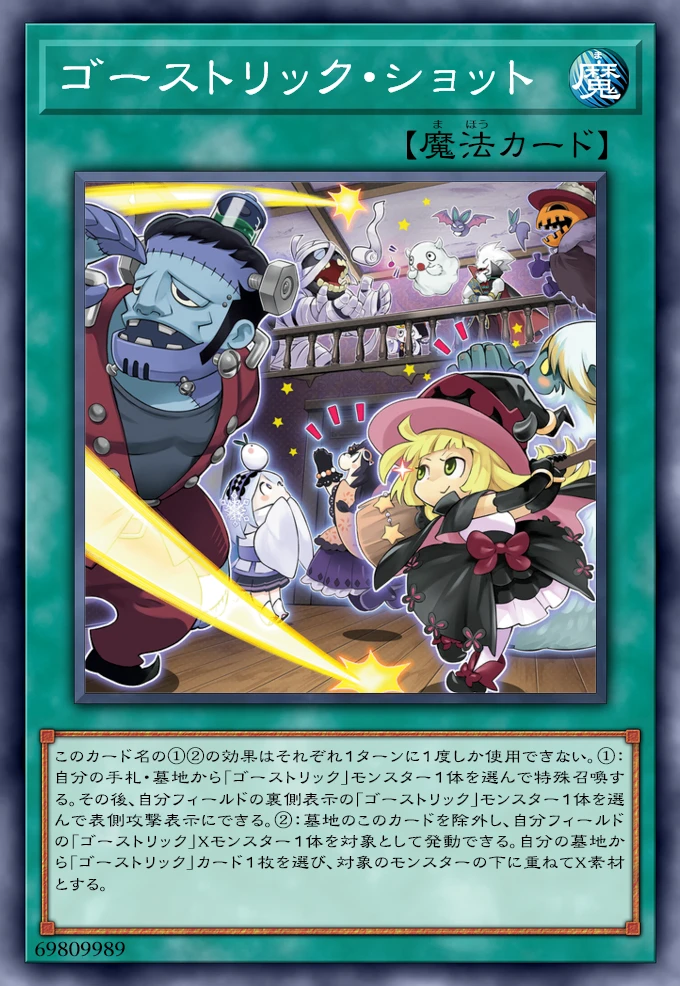 ゴーストリック・ショット
魔
【魔法カード】
このカード名の①②の効果はそれぞれ1ターンに1度しか使用できない。①：
自分の手札・墓地から「ゴーストリック」モンスター1体を選んで特殊召喚す
る。その後、自分フィールドの裏側表示の「ゴーストリック」モンスター1体を選
んで表側攻撃表示にできる。②：墓地のこのカードを除外し、自分フィールド
の「ゴーストリック」Xモンスター1体を対象として発動できる。自分の墓地
から「ゴーストリック」カード1枚を選び、対象のモンスターの下に重ねてX素材
とする。
69809989